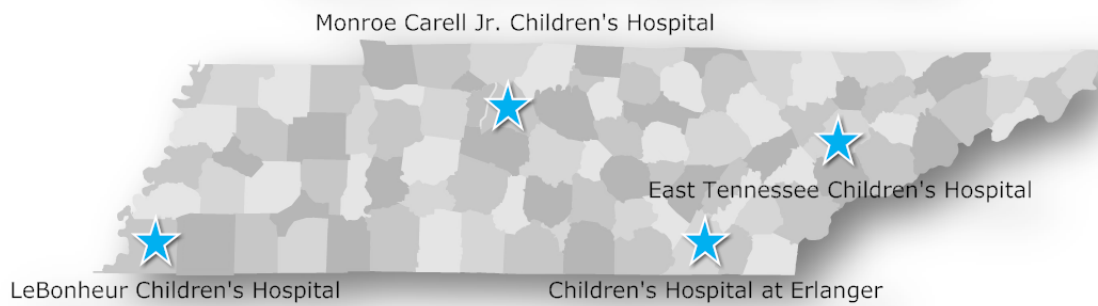 Monroe Carell Jr. Children's Hospital
East Tennessee Children's Hospital
LeBonheur Children's Hospital
Children's Hospital at Erlanger